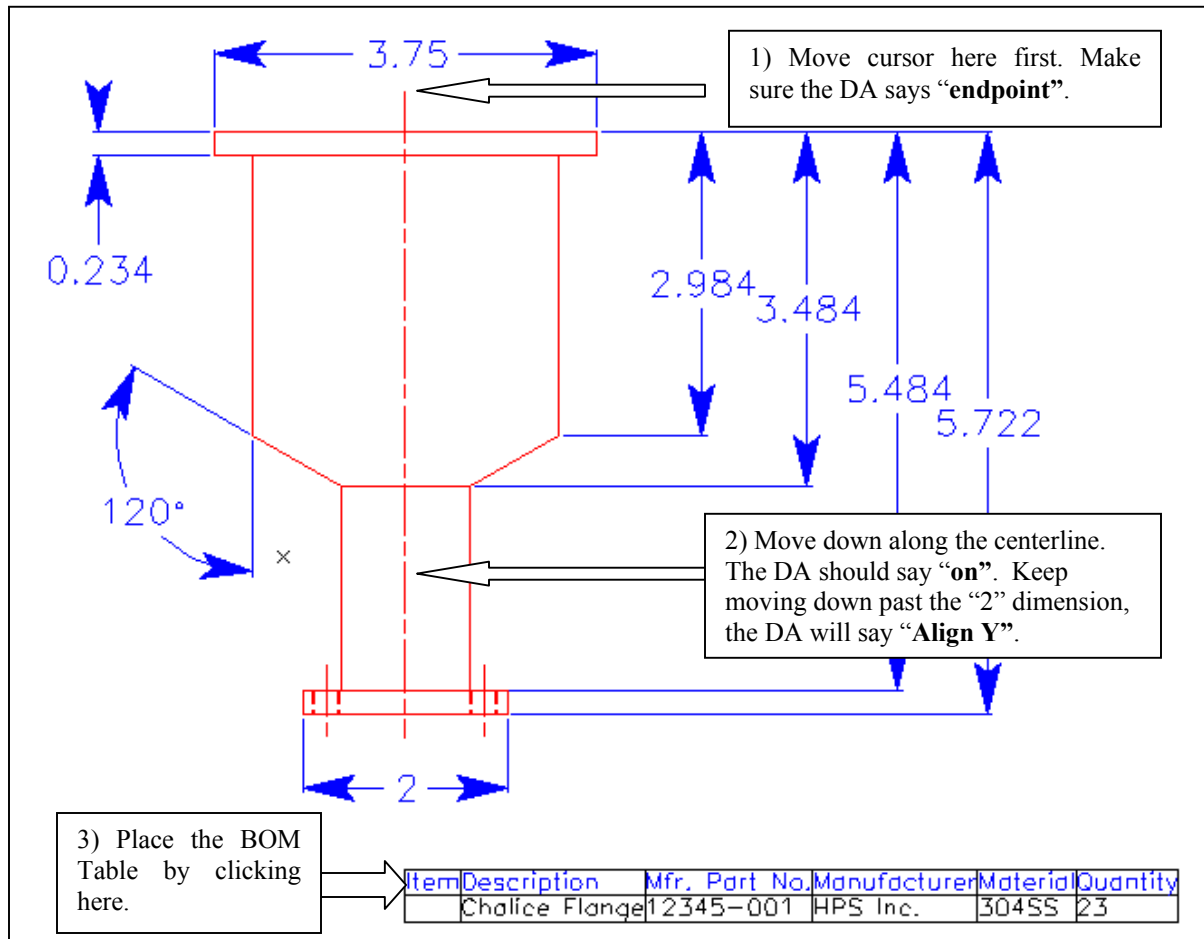 3.75
1) Move cursor here first. Make
sure the DA says “endpoint”.
0.234
2.984
3.484
5.484
5.722
120°
2) Move down along the centerline.
The DA should say “on”. Keep
moving down past the “2” dimension,
the DA will say “Align Y”.
2
3) Place the BOM
Table by clicking
here.
Item Description Mfr. Part No. Manufacturer Material Quantity
Chalice Flange 12345-001 HPS Inc. 304SS 23